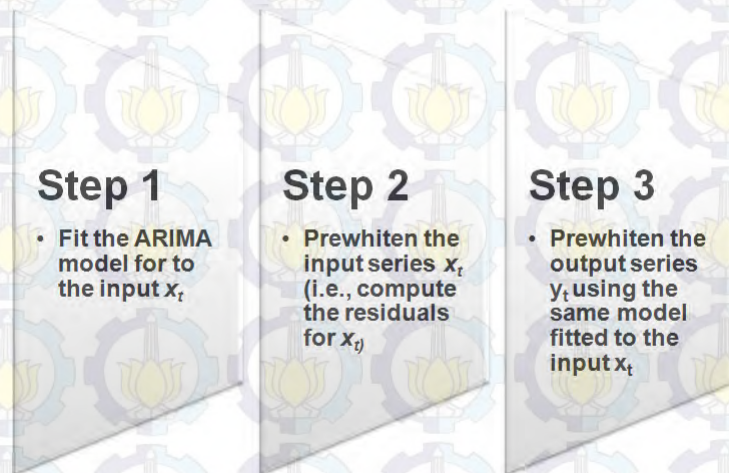 Step 1
• Fit the ARIMA
model for to
the input xₜ
Step 2
• Prewhiten the
input series xₜ
(i.e., compute
the residuals
for xₜ)
Step 3
• Prewhiten the
output series
yₜ using the
same model
fitted to the
input xₜ